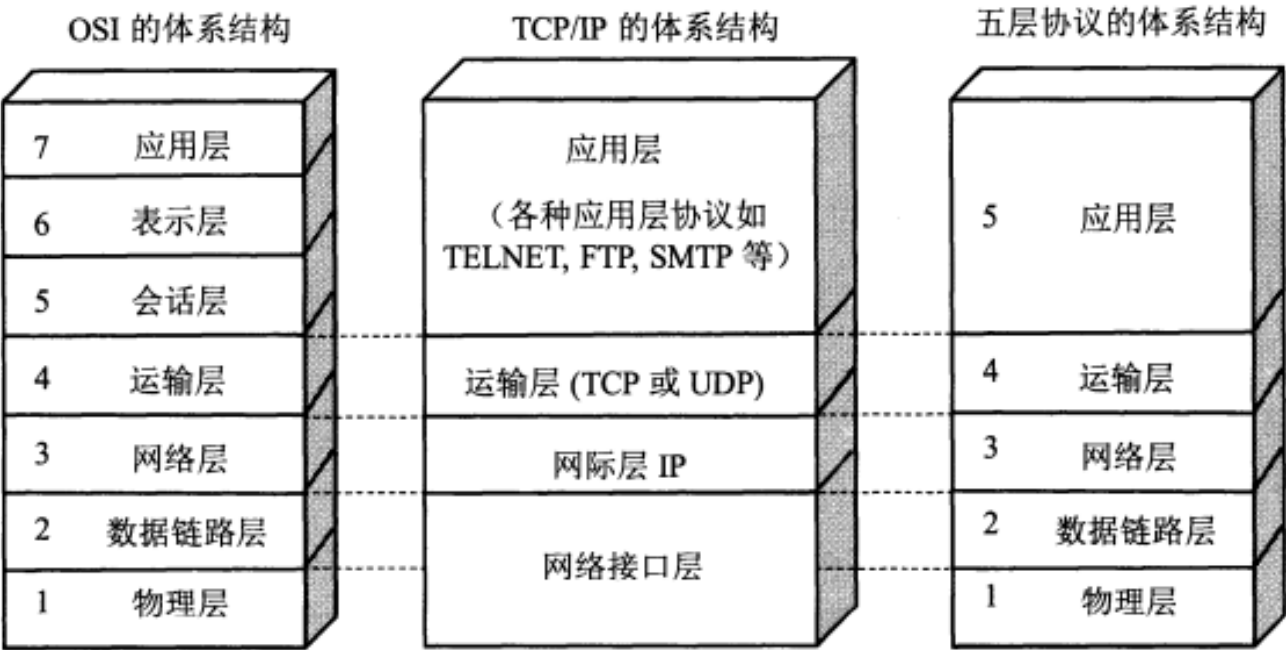 OSI 的体系结构
7 应用层
6 表示层
5 会话层
4 运输层
3 网络层
2 数据链路层
1 物理层
TCP/IP 的体系结构
应用层
（各种应用层协议如
TELNET, FTP, SMTP 等）
运输层 (TCP 或 UDP)
网际层 IP
网络接口层
五层协议的体系结构
5 应用层
4 运输层
3 网络层
2 数据链路层
1 物理层